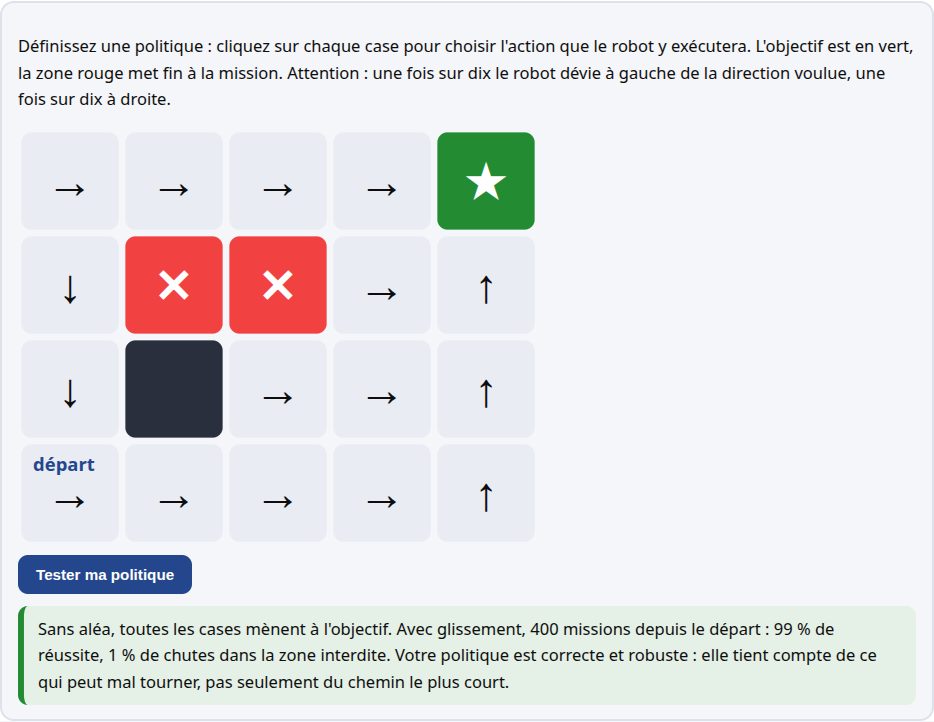 Définissez une politique : cliquez sur chaque case pour choisir l'action que le robot y exécutera. L'objectif est en vert,
la zone rouge met fin à la mission. Attention : une fois sur dix le robot dévie à gauche de la direction voulue, une
fois sur dix à droite.
→ → → → ★
↓ ✕ ✕ → ↑
↓ → → ↑
départ
→ → → → ↑
Tester ma politique
Sans aléa, toutes les cases mènent à l'objectif. Avec glissement, 400 missions depuis le départ : 99 % de
réussite, 1 % de chutes dans la zone interdite. Votre politique est correcte et robuste : elle tient compte de ce
qui peut mal tourner, pas seulement du chemin le plus court.